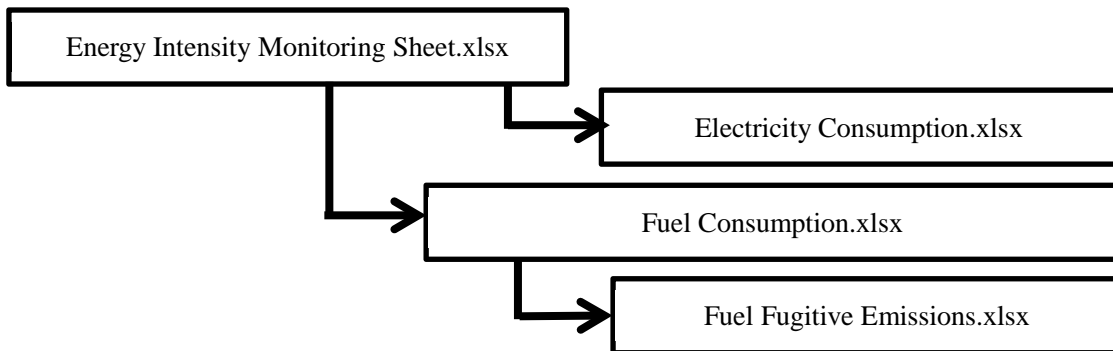 Energy Intensity Monitoring Sheet.xlsx
Electricity Consumption.xlsx
Fuel Consumption.xlsx
Fuel Fugitive Emissions.xlsx